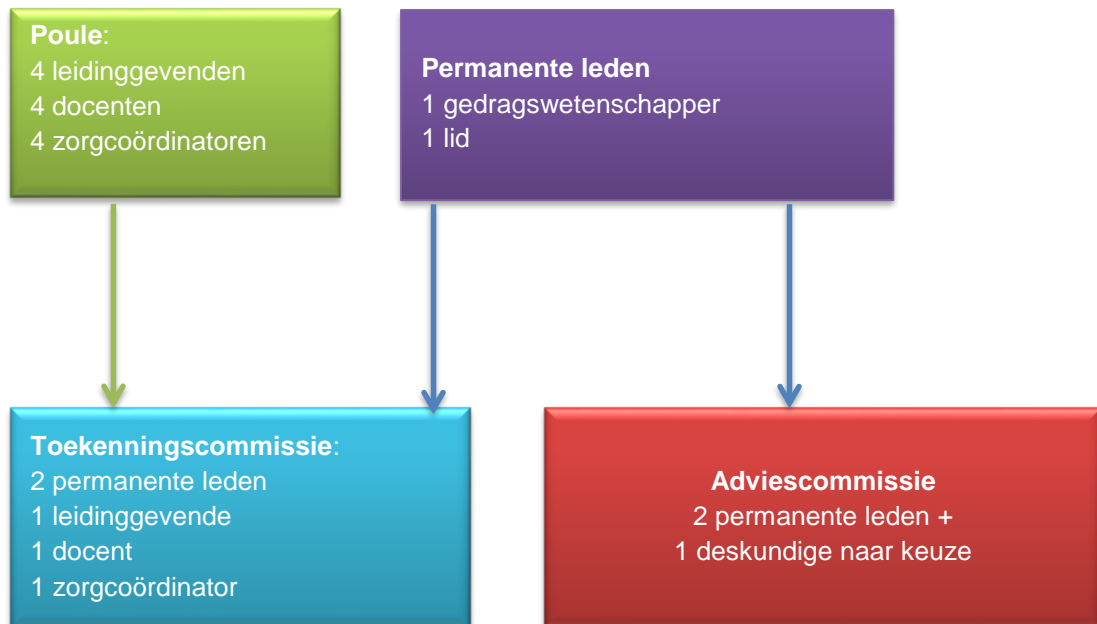 Poule:
4 leidinggevenden
4 docenten
4 zorgcoördinatoren
Permanente leden
1 gedragswetenschapper
1 lid
Toekenningscommissie:
2 permanente leden
1 leidinggevende
1 docent
1 zorgcoördinator
Adviescommissie
2 permanente leden +
1 deskundige naar keuze